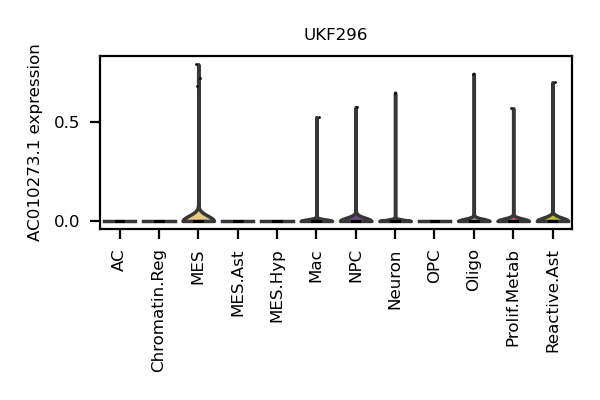 UKF296
AC010273.1 expression
0.5
0.0
AC
Chromatin.Reg
MES
MES.Ast
MES.Hyp
Mac
NPC
Neuron
OPC
Oligo
Prolif.Metab
Reactive.Ast